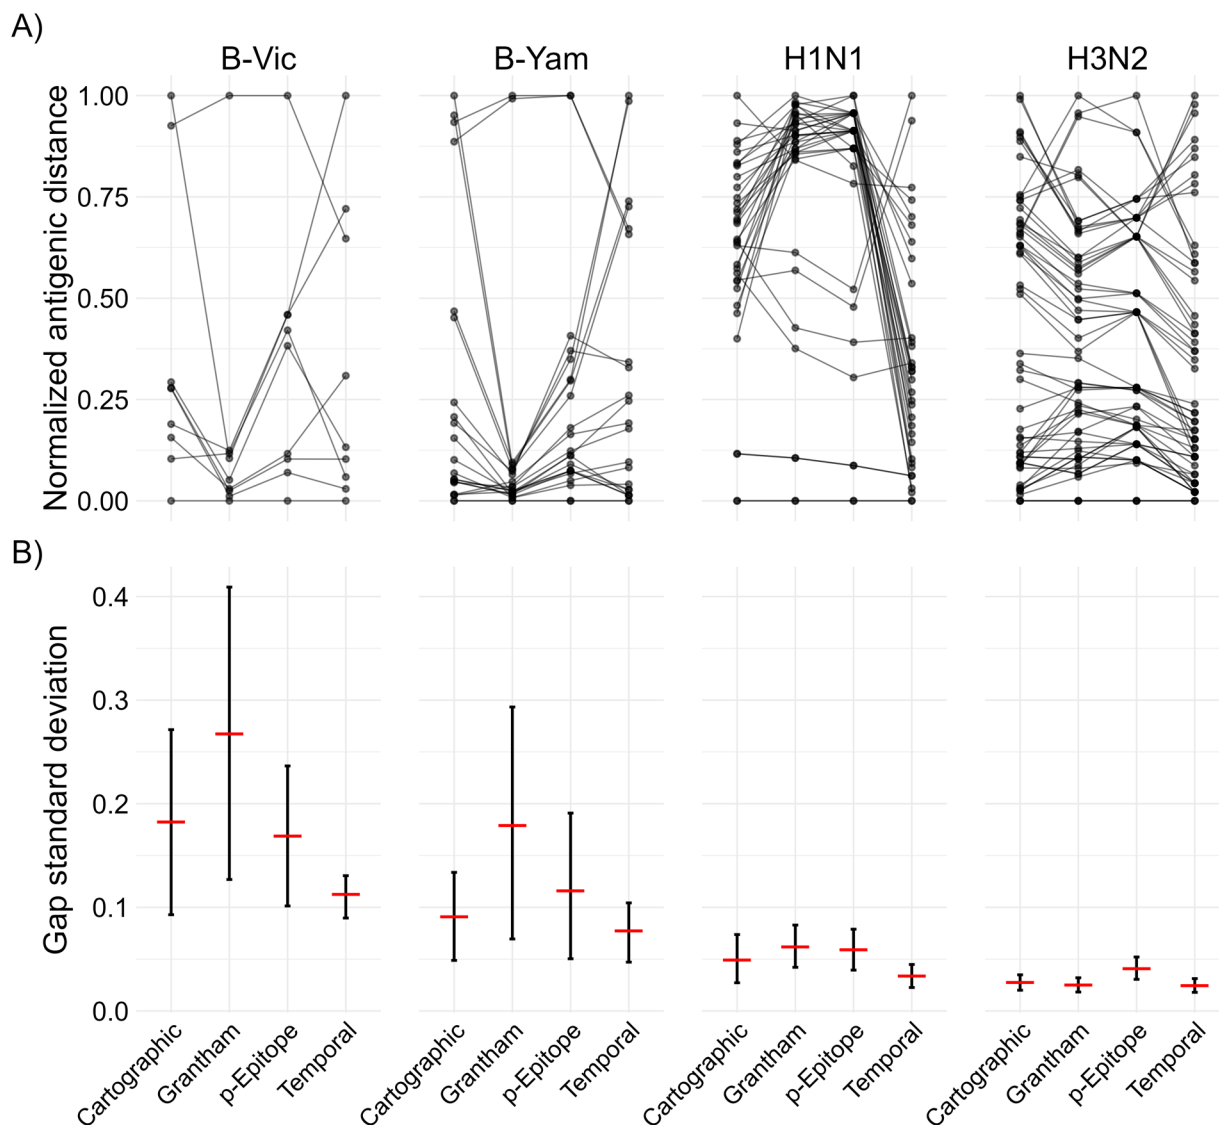 A)
B-Vic B-Yam H1N1 H3N2
Normalized antigenic distance
1.00
0.75
0.50
0.25
0.00
B)
Gap standard deviation
0.4
0.3
0.2
0.1
0.0
Cartographic Grantham p-Epitope Temporal Cartographic Grantham p-Epitope Temporal Cartographic Grantham p-Epitope Temporal Cartographic Grantham p-Epitope Temporal